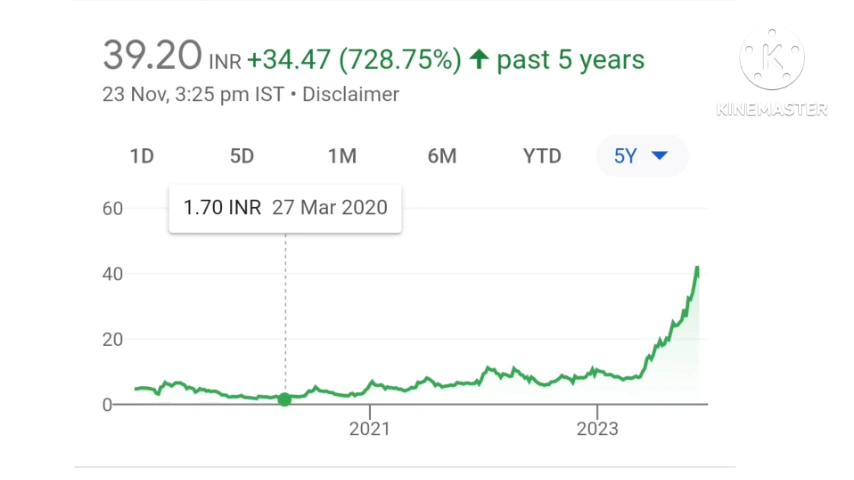 39.20 INR +34.47 (728.75%) ↑ past 5 years
23 Nov, 3:25 pm IST • Disclaimer
K
KINEMASTER
1D 5D 1M 6M YTD 5Y
1.70 INR 27 Mar 2020
60
40
20
0
2021 2023